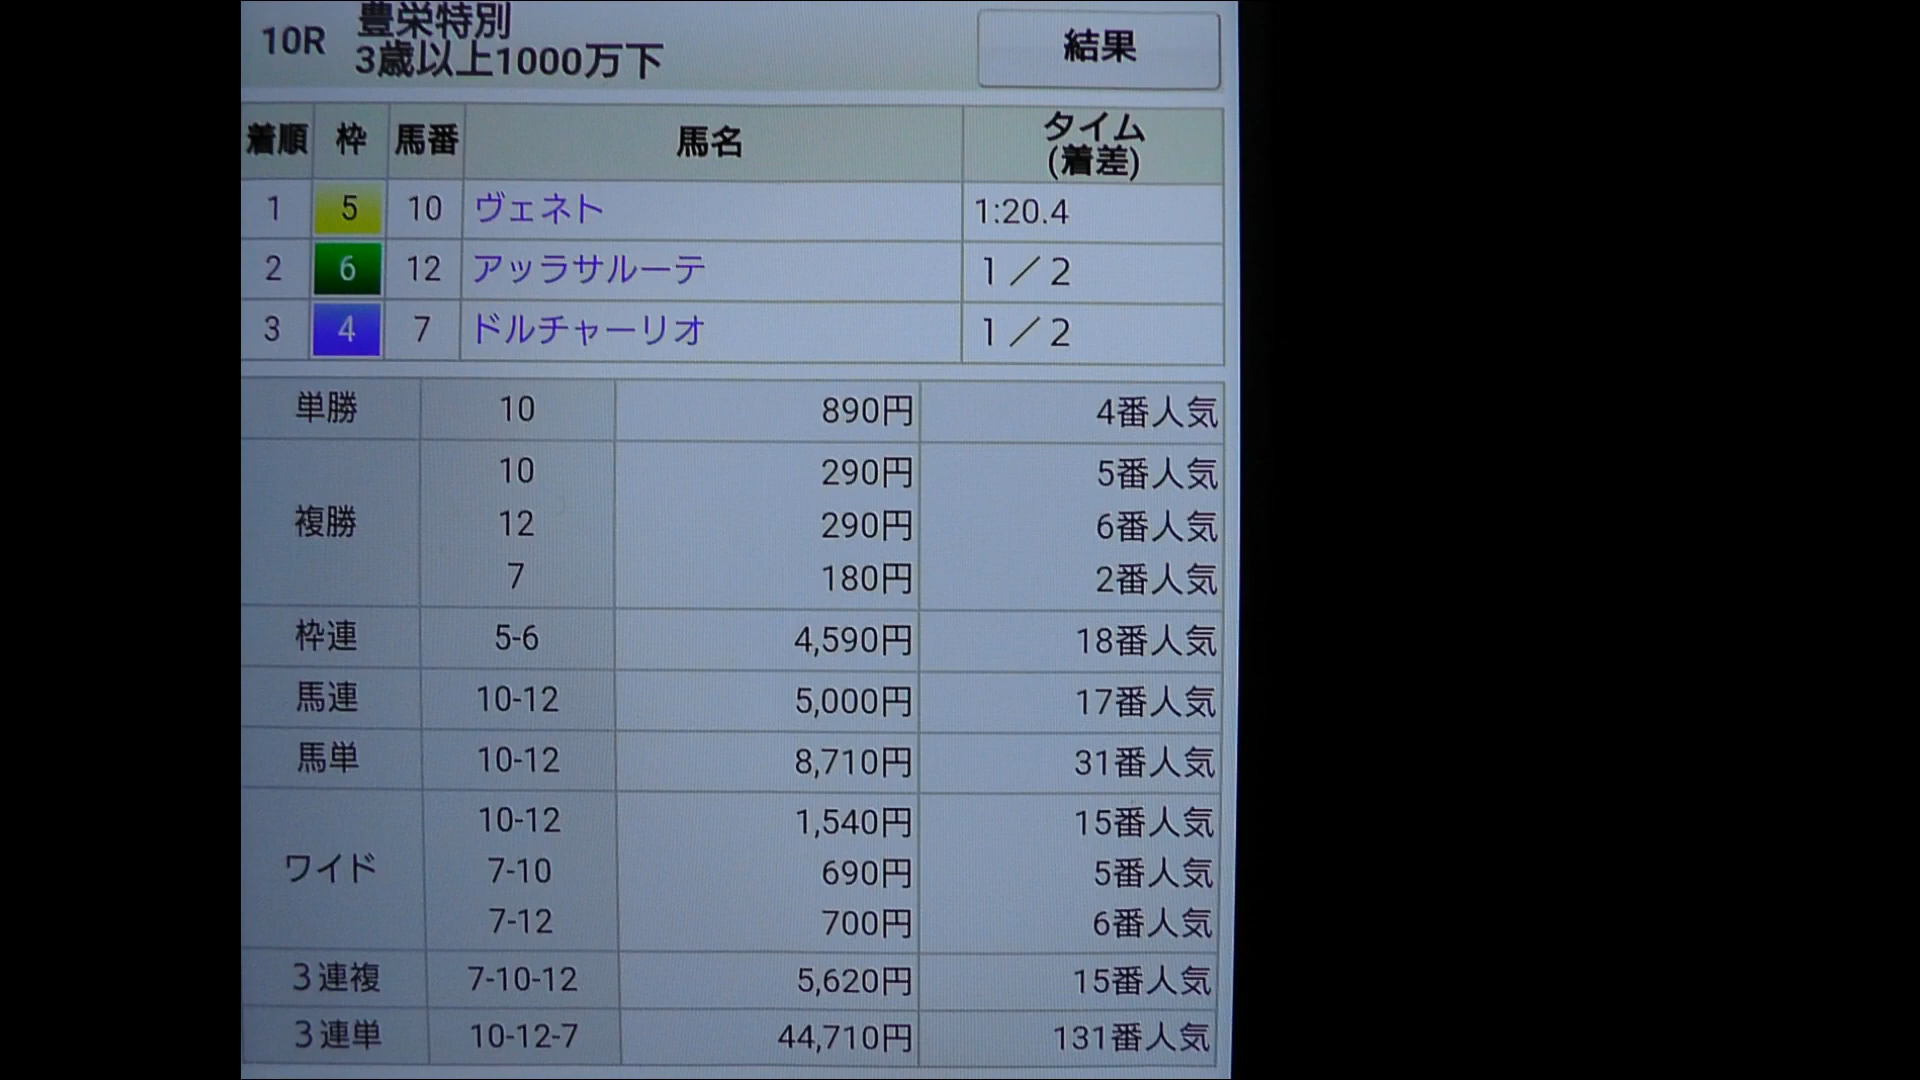 10R 豊栄特別
3歳以上1000万下
結果
着順 枠 馬番 馬名 タイム
(着差)
1 5 10 ヴェネト 1:20.4
2 6 12 アッラサルーテ 1／2
3 4 7 ドルチャーリオ 1／2
単勝 10 890円 4番人気
複勝 10 290円 5番人気
12 290円 6番人気
7 180円 2番人気
枠連 5-6 4,590円 18番人気
馬連 10-12 5,000円 17番人気
馬単 10-12 8,710円 31番人気
ワイド 10-12 1,540円 15番人気
7-10 690円 5番人気
7-12 700円 6番人気
３連複 7-10-12 5,620円 15番人気
３連単 10-12-7 44,710円 131番人気